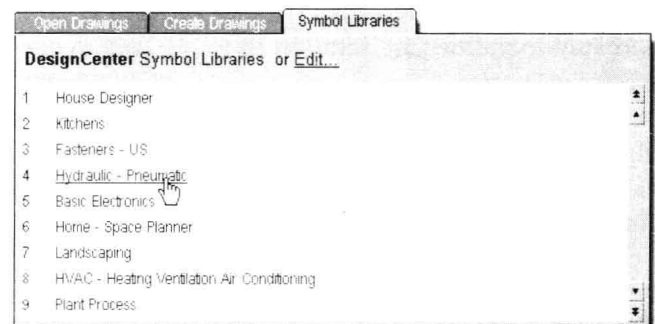 Open Drawings Create Drawings Symbol Libraries
DesignCenter Symbol Libraries or Edit...
1 House Designer
2 Kitchens
3 Fasteners - US
4 Hydraulic - Pneumatic
5 Basic Electronics
6 Home - Space Planner
7 Landscaping
8 HVAC - Heating Ventilation Air Conditioning
9 Plant Process